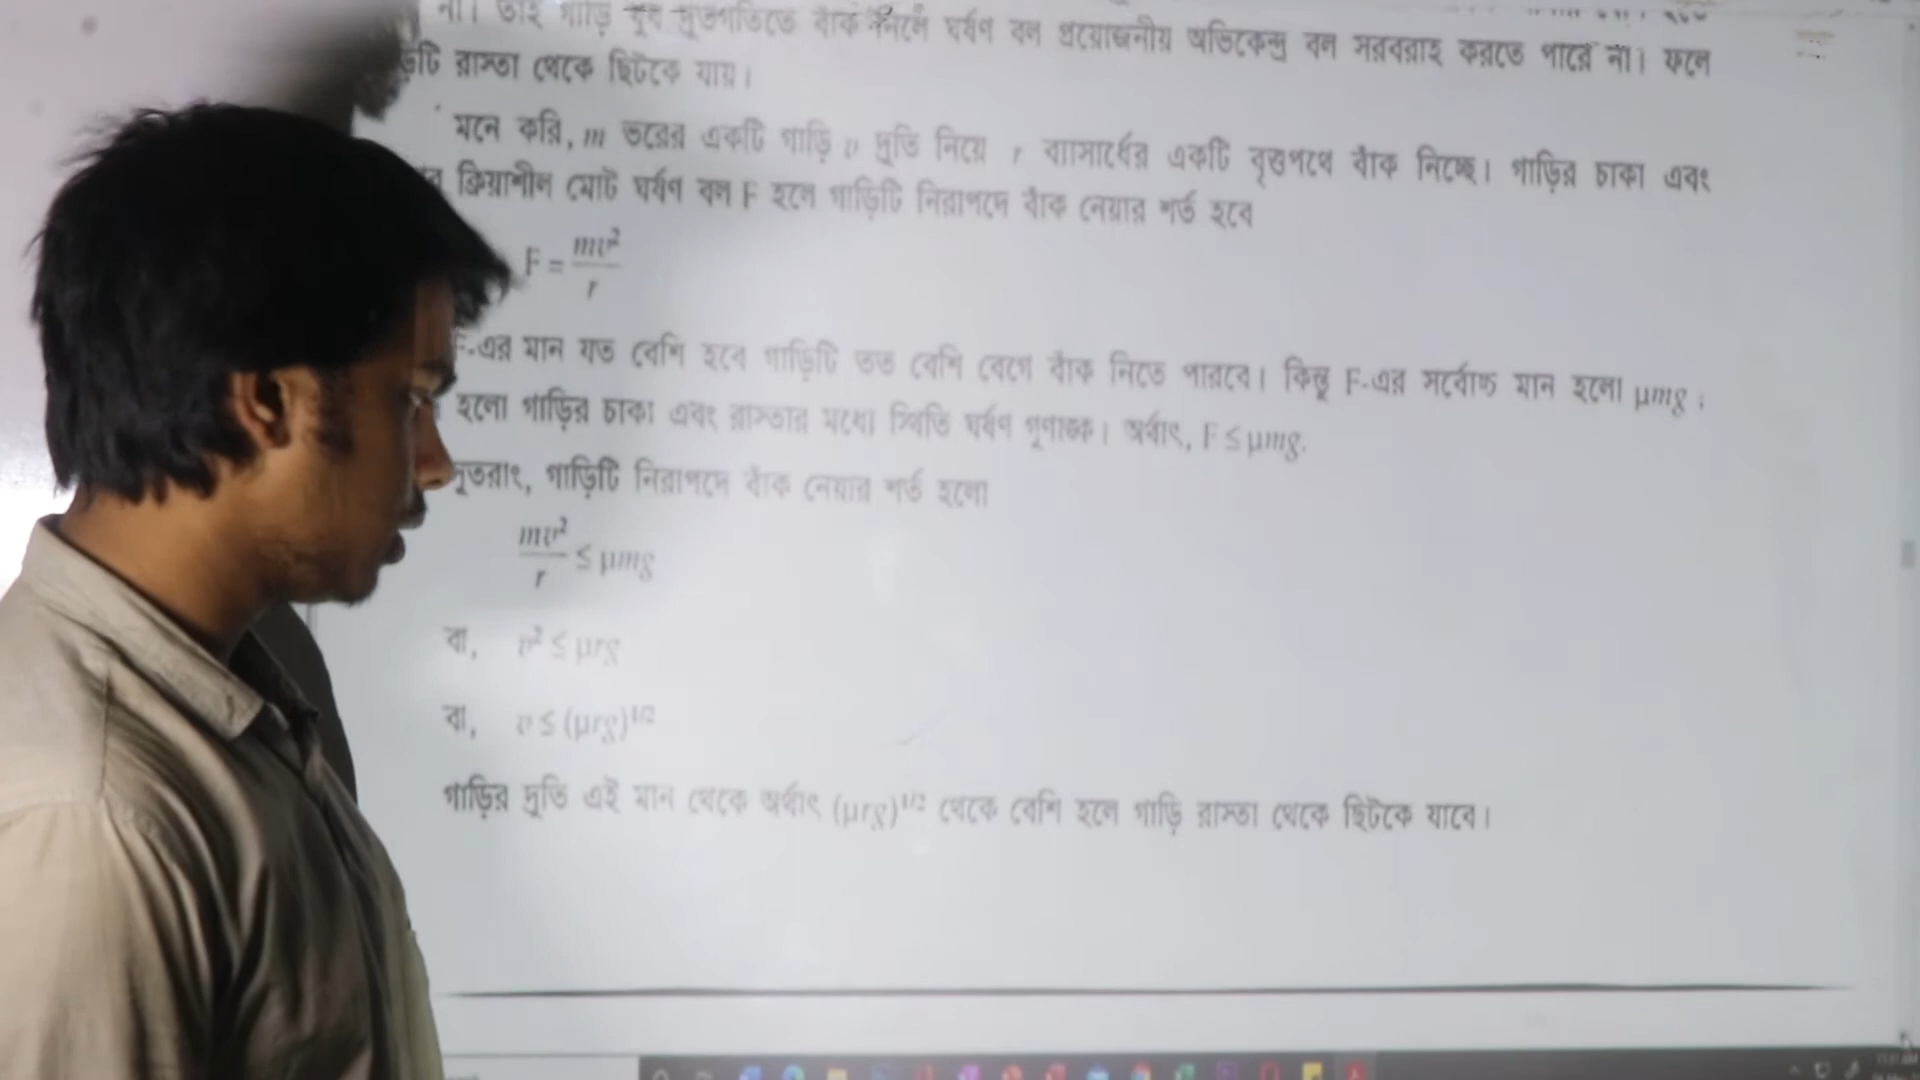 না। তাই গাড়ি খুব দ্রুতগতিতে বাঁক নিলে ঘর্ষণ বল প্রয়োজনীয় অভিকেন্দ্র বল সরবরাহ করতে পারে না। ফলে
রাস্তা থেকে ছিটকে যায়।
মনে করি, m ভরের একটি গাড়ি v দ্রুতি নিয়ে r ব্যাসার্ধের একটি বৃত্তপথে বাঁক নিচ্ছে। গাড়ির চাকা এবং
ক্রিয়াশীল মোট ঘর্ষণ বল F হলে গাড়িটি নিরাপদে বাঁক নেয়ার শর্ত হবে
F = mv²/r
F-এর মান যত বেশি হবে গাড়িটি তত বেশি বেগে বাঁক নিতে পারবে। কিন্তু F-এর সর্বোচ্চ মান হলো μmg ;
হলো গাড়ির চাকা এবং রাস্তার মধ্যে স্থিতি ঘর্ষণ গুণাঙ্ক। অর্থাৎ, F ≤ μmg.
সুতরাং, গাড়িটি নিরাপদে বাঁক নেয়ার শর্ত হলো
mv²/r ≤ μmg
বা, v² ≤ μrg
বা, v ≤ (μrg)^1/2
গাড়ির দ্রুতি এই মান থেকে অর্থাৎ (μrg)^1/2 থেকে বেশি হলে গাড়ি রাস্তা থেকে ছিটকে যাবে।